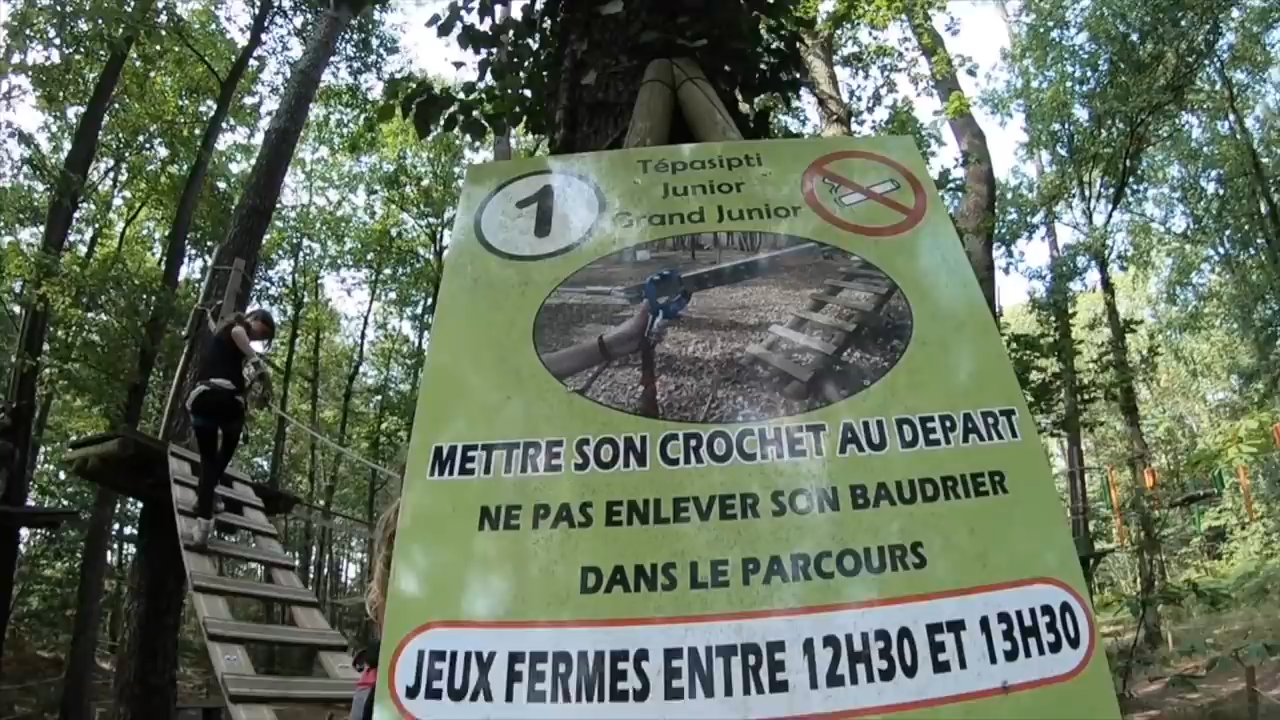 1
Tépasipti
Junior
Grand Junior
METTRE SON CROCHET AU DEPART
NE PAS ENLEVER SON BAUDRIER
DANS LE PARCOURS
JEUX FERMES ENTRE 12H30 ET 13H30